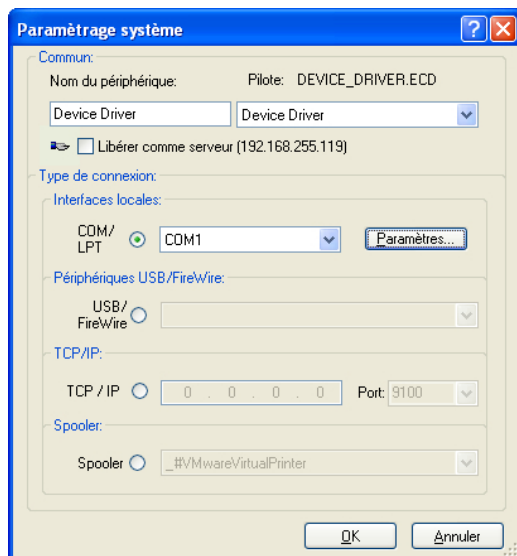 Paramètrage système
Commun:
Nom du périphérique: Pilote: DEVICE_DRIVER.ECD
Device Driver Device Driver
Libérer comme serveur (192.168.255.119)
Type de connexion:
Interfaces locales:
COM/
LPT COM1 Paramètres...
Périphériques USB/FireWire:
USB/
FireWire
TCP/IP:
TCP / IP 0 . 0 . 0 . 0 Port: 9100
Spooler:
Spooler _#VMwareVirtualPrinter
OK Annuler